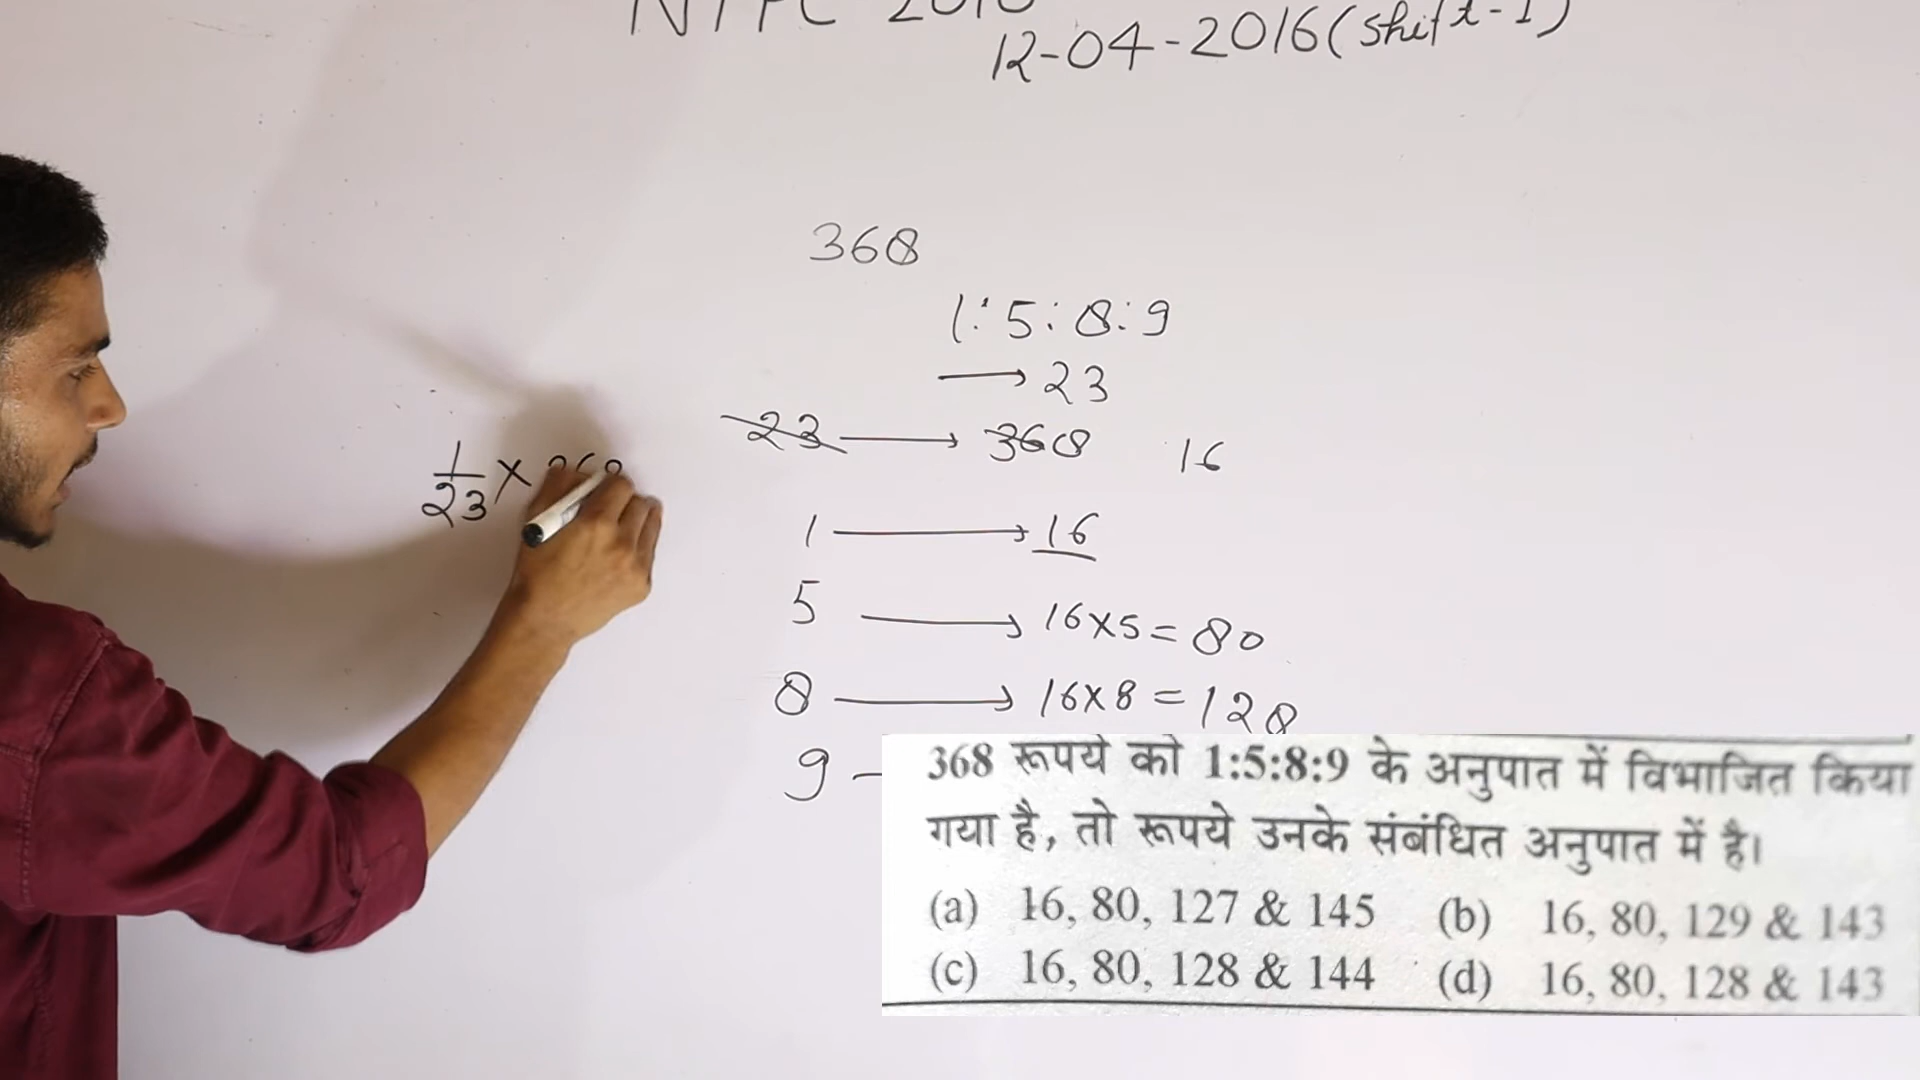 12-04-2016 (shift-1)
368
1:5:8:9
→ 23
23 → 368 16
1/23 ×
1 → 16
5 → 16×5 = 80
8 → 16×8 = 128
9
368 रूपये को 1:5:8:9 के अनुपात में विभाजित किया
गया है, तो रूपये उनके संबंधित अनुपात में है।
(a) 16, 80, 127 & 145 (b) 16, 80, 129 & 143
(c) 16, 80, 128 & 144 (d) 16, 80, 128 & 143